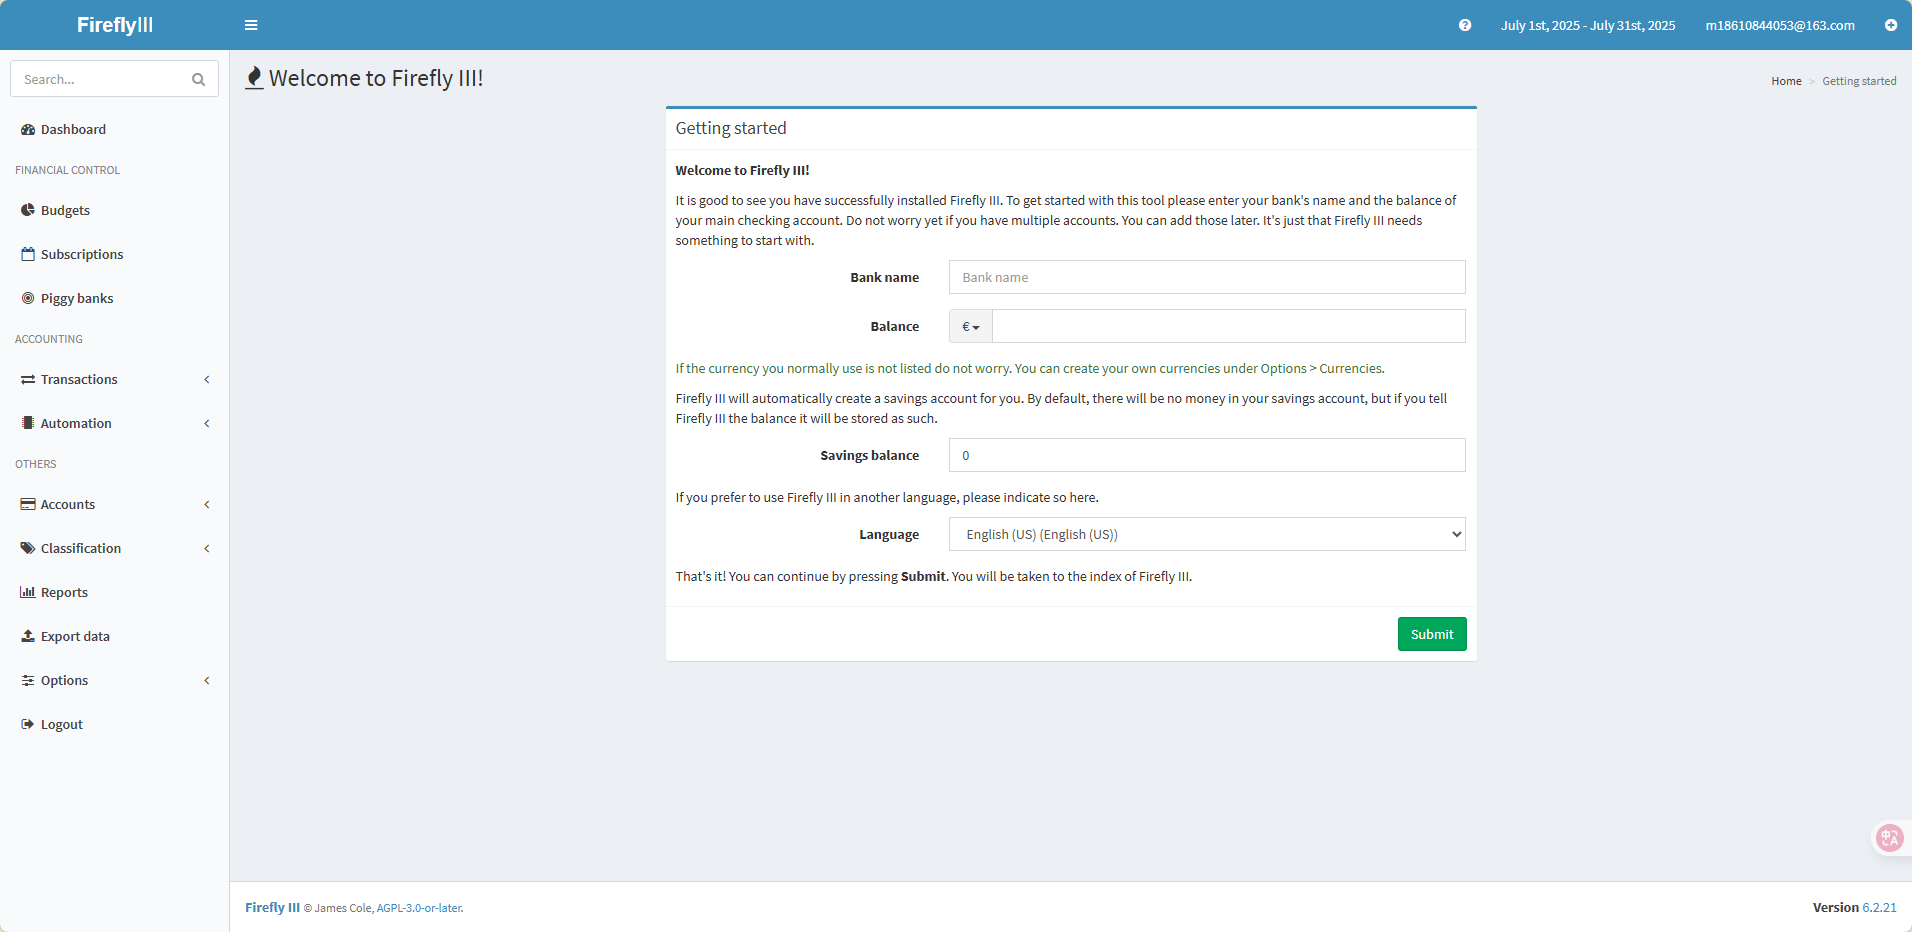 FireflyIII
July 1st, 2025 - July 31st, 2025
m18610844053@163.com
Search...
Welcome to Firefly III!
Home > Getting started
Dashboard
FINANCIAL CONTROL
Budgets
Subscriptions
Piggy banks
ACCOUNTING
Transactions
Automation
OTHERS
Accounts
Classification
Reports
Export data
Options
Logout
Getting started
Welcome to Firefly III!
It is good to see you have successfully installed Firefly III. To get started with this tool please enter your bank's name and the balance of
your main checking account. Do not worry yet if you have multiple accounts. You can add those later. It's just that Firefly III needs
something to start with.
Bank name Bank name
Balance €
If the currency you normally use is not listed do not worry. You can create your own currencies under Options > Currencies.
Firefly III will automatically create a savings account for you. By default, there will be no money in your savings account, but if you tell
Firefly III the balance it will be stored as such.
Savings balance 0
If you prefer to use Firefly III in another language, please indicate so here.
Language English (US) (English (US))
That's it! You can continue by pressing Submit. You will be taken to the index of Firefly III.
Submit
中A
Firefly III © James Cole, AGPL-3.0-or-later.
Version 6.2.21